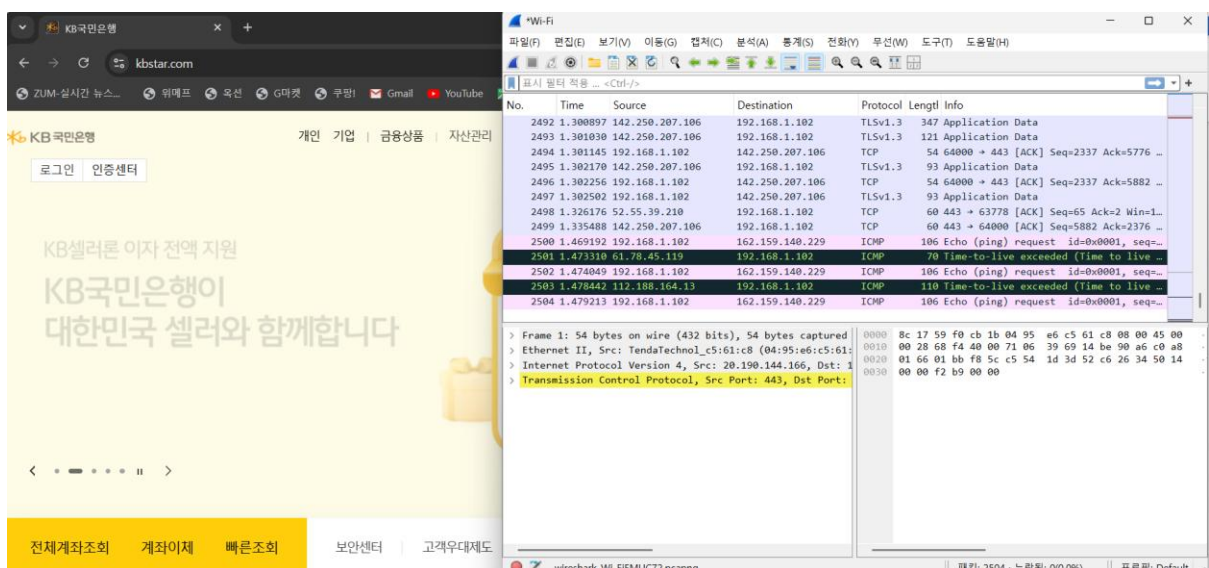 KB국민은행
kbstar.com
ZUM-실시간 뉴스...
위메프
옥션
G마켓
쿠팡!
Gmail
YouTube
KB국민은행
개인 기업 금융상품 자산관리
로그인 인증센터
KB셀러론 이자 전액 지원
KB국민은행이
대한민국 셀러와 함께합니다
전체계좌조회 계좌이체 빠른조회 보안센터 고객우대제도
*Wi-Fi
파일(F) 편집(E) 보기(V) 이동(G) 캡처(C) 분석(A) 통계(S) 전화(Y) 무선(W) 도구(T) 도움말(H)
표시 필터 적용 ... <Ctrl-/>
No. Time Source Destination Protocol Lengtl Info
2492 1.300897 142.250.207.106 192.168.1.102 TLSv1.3 347 Application Data
2493 1.301030 142.250.207.106 192.168.1.102 TLSv1.3 121 Application Data
2494 1.301145 192.168.1.102 142.250.207.106 TCP 54 64000 → 443 [ACK] Seq=2337 Ack=5776 …
2495 1.302170 142.250.207.106 192.168.1.102 TLSv1.3 93 Application Data
2496 1.302256 192.168.1.102 142.250.207.106 TCP 54 64000 → 443 [ACK] Seq=2337 Ack=5882 …
2497 1.302502 192.168.1.102 142.250.207.106 TLSv1.3 93 Application Data
2498 1.326176 52.55.39.210 192.168.1.102 TCP 60 443 → 63778 [ACK] Seq=65 Ack=2 Win=1…
2499 1.335488 142.250.207.106 192.168.1.102 TCP 60 443 → 64000 [ACK] Seq=5882 Ack=2376 …
2500 1.469192 192.168.1.102 162.159.140.229 ICMP 106 Echo (ping) request id=0x0001, seq=…
2501 1.473310 61.78.45.119 192.168.1.102 ICMP 70 Time-to-live exceeded (Time to live …
2502 1.474049 192.168.1.102 162.159.140.229 ICMP 106 Echo (ping) request id=0x0001, seq=…
2503 1.478442 112.188.164.13 192.168.1.102 ICMP 110 Time-to-live exceeded (Time to live …
2504 1.479213 192.168.1.102 162.159.140.229 ICMP 106 Echo (ping) request id=0x0001, seq=…
Frame 1: 54 bytes on wire (432 bits), 54 bytes captured
Ethernet II, Src: TendaTechnol_c5:61:c8 (04:95:e6:c5:61:
Internet Protocol Version 4, Src: 20.190.144.166, Dst: 1
Transmission Control Protocol, Src Port: 443, Dst Port:
0000 8c 17 59 f0 cb 1b 04 95 e6 c5 61 c8 08 00 45 00
0010 00 28 68 f4 40 00 71 06 39 69 14 be 90 a6 c0 a8
0020 01 66 01 bb f8 5c c5 54 1d 3d 52 c6 26 34 50 14
0030 00 00 f2 b9 00 00